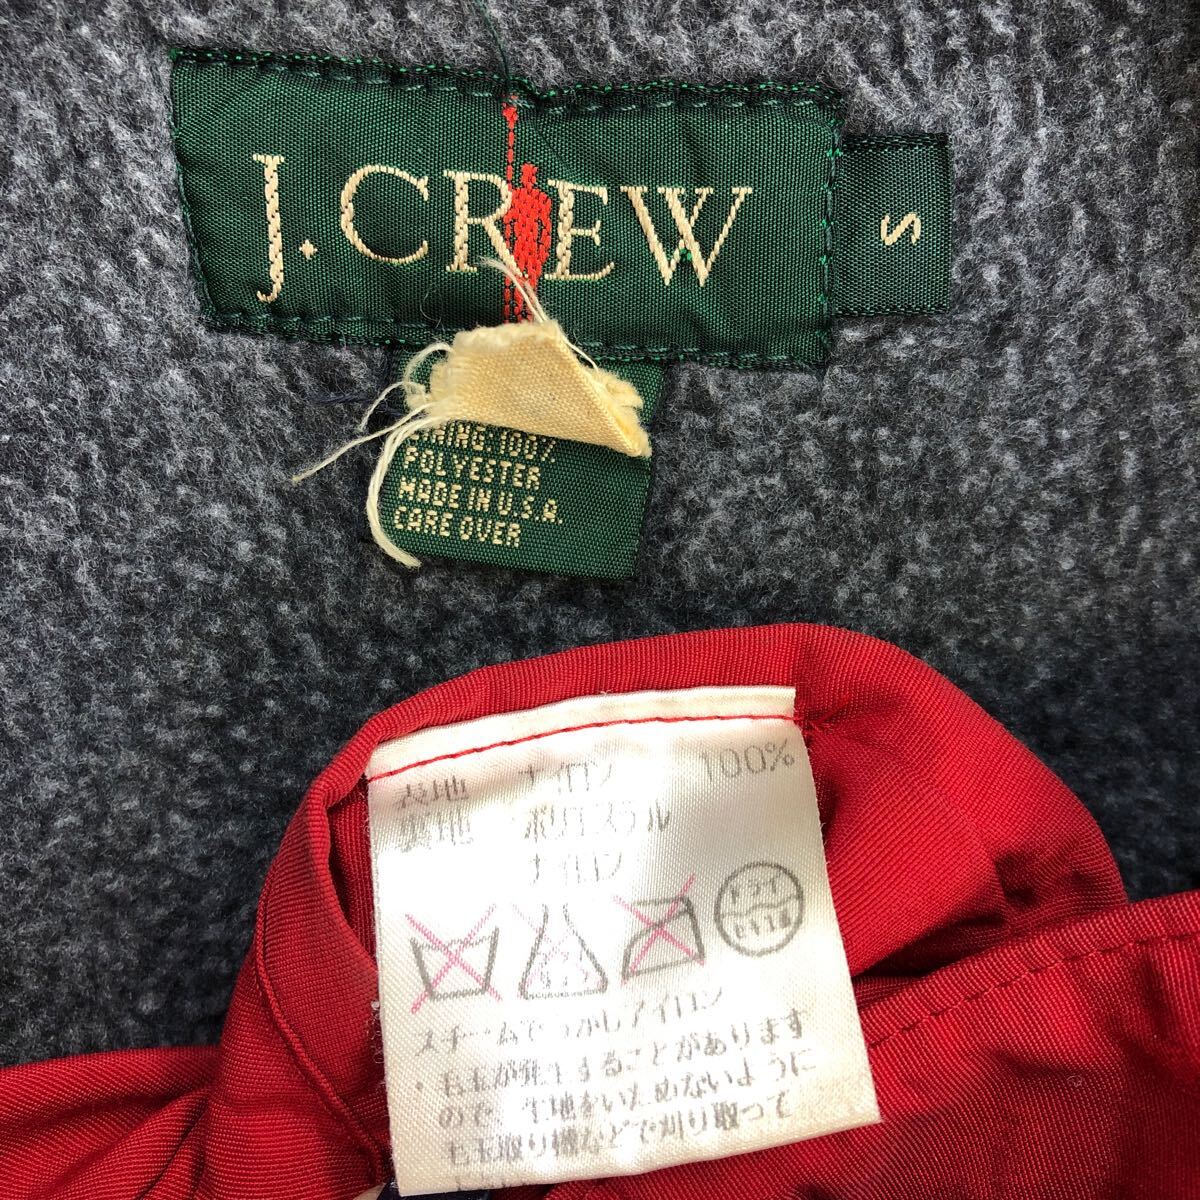 J.CREW
S
100%
POLYESTER
MADE IN U.S.A.
CARE OVER
表地 ナイロン 100%
裏地 ポリエステル
ナイロン
ドライ
セキユ系
スチームでうかしアイロン
・毛玉が発生することがあります
ので、生地をいためないように
毛玉取り機などで取り